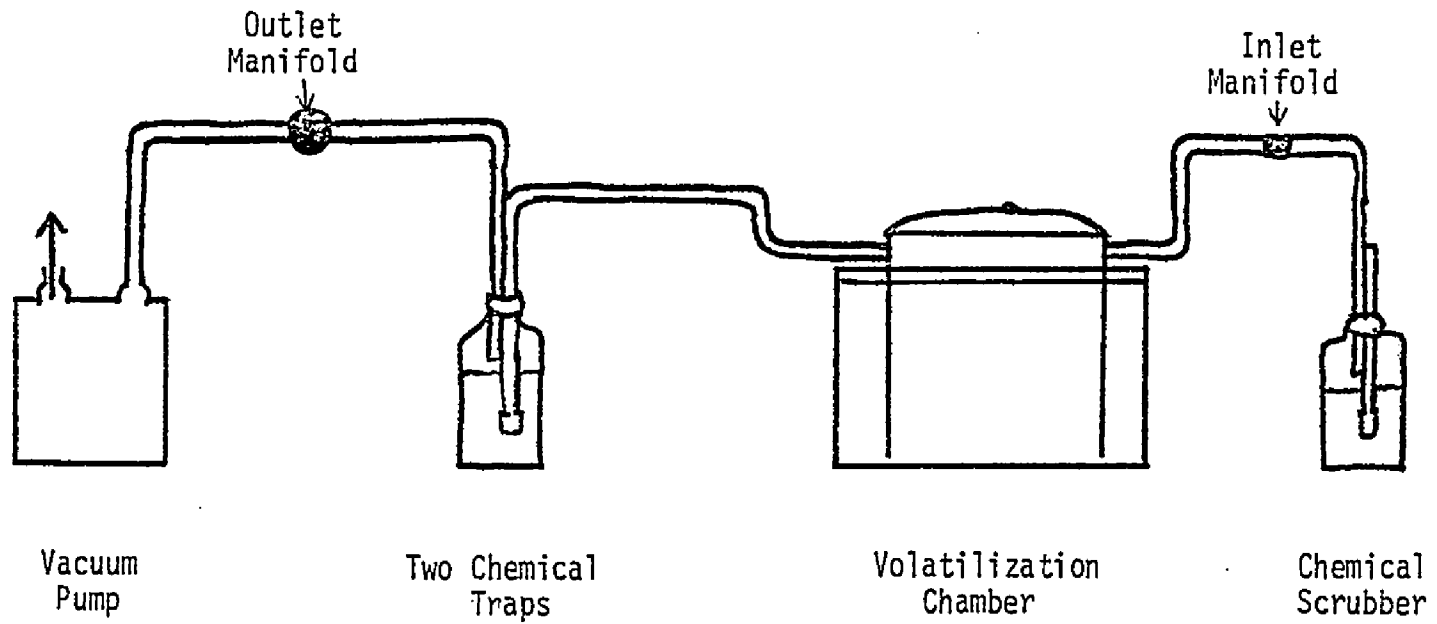 Outlet
Manifold
Inlet
Manifold
Vacuum
Pump
Two Chemical
Traps
Volatilization
Chamber
Chemical
Scrubber